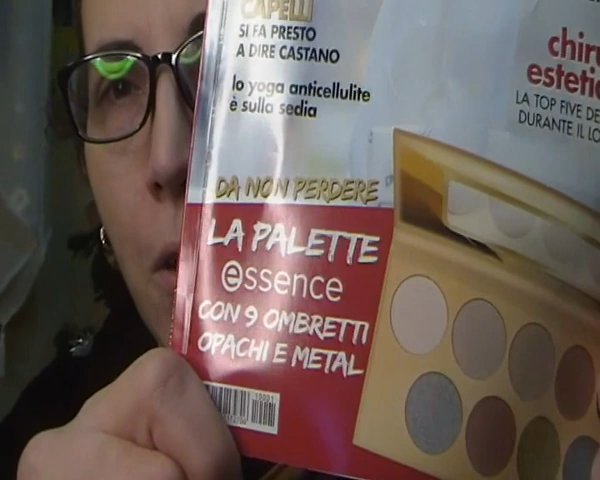 CAPELLI
SI FA PRESTO
A DIRE CASTANO
lo yoga anticellulite
è sulla sedia
chiru
estetic
LA TOP FIVE DE
DURANTE IL LO
DA NON PERDERE
LA PALETTE
essence
CON 9 OMBRETTI
OPACHI E METAL